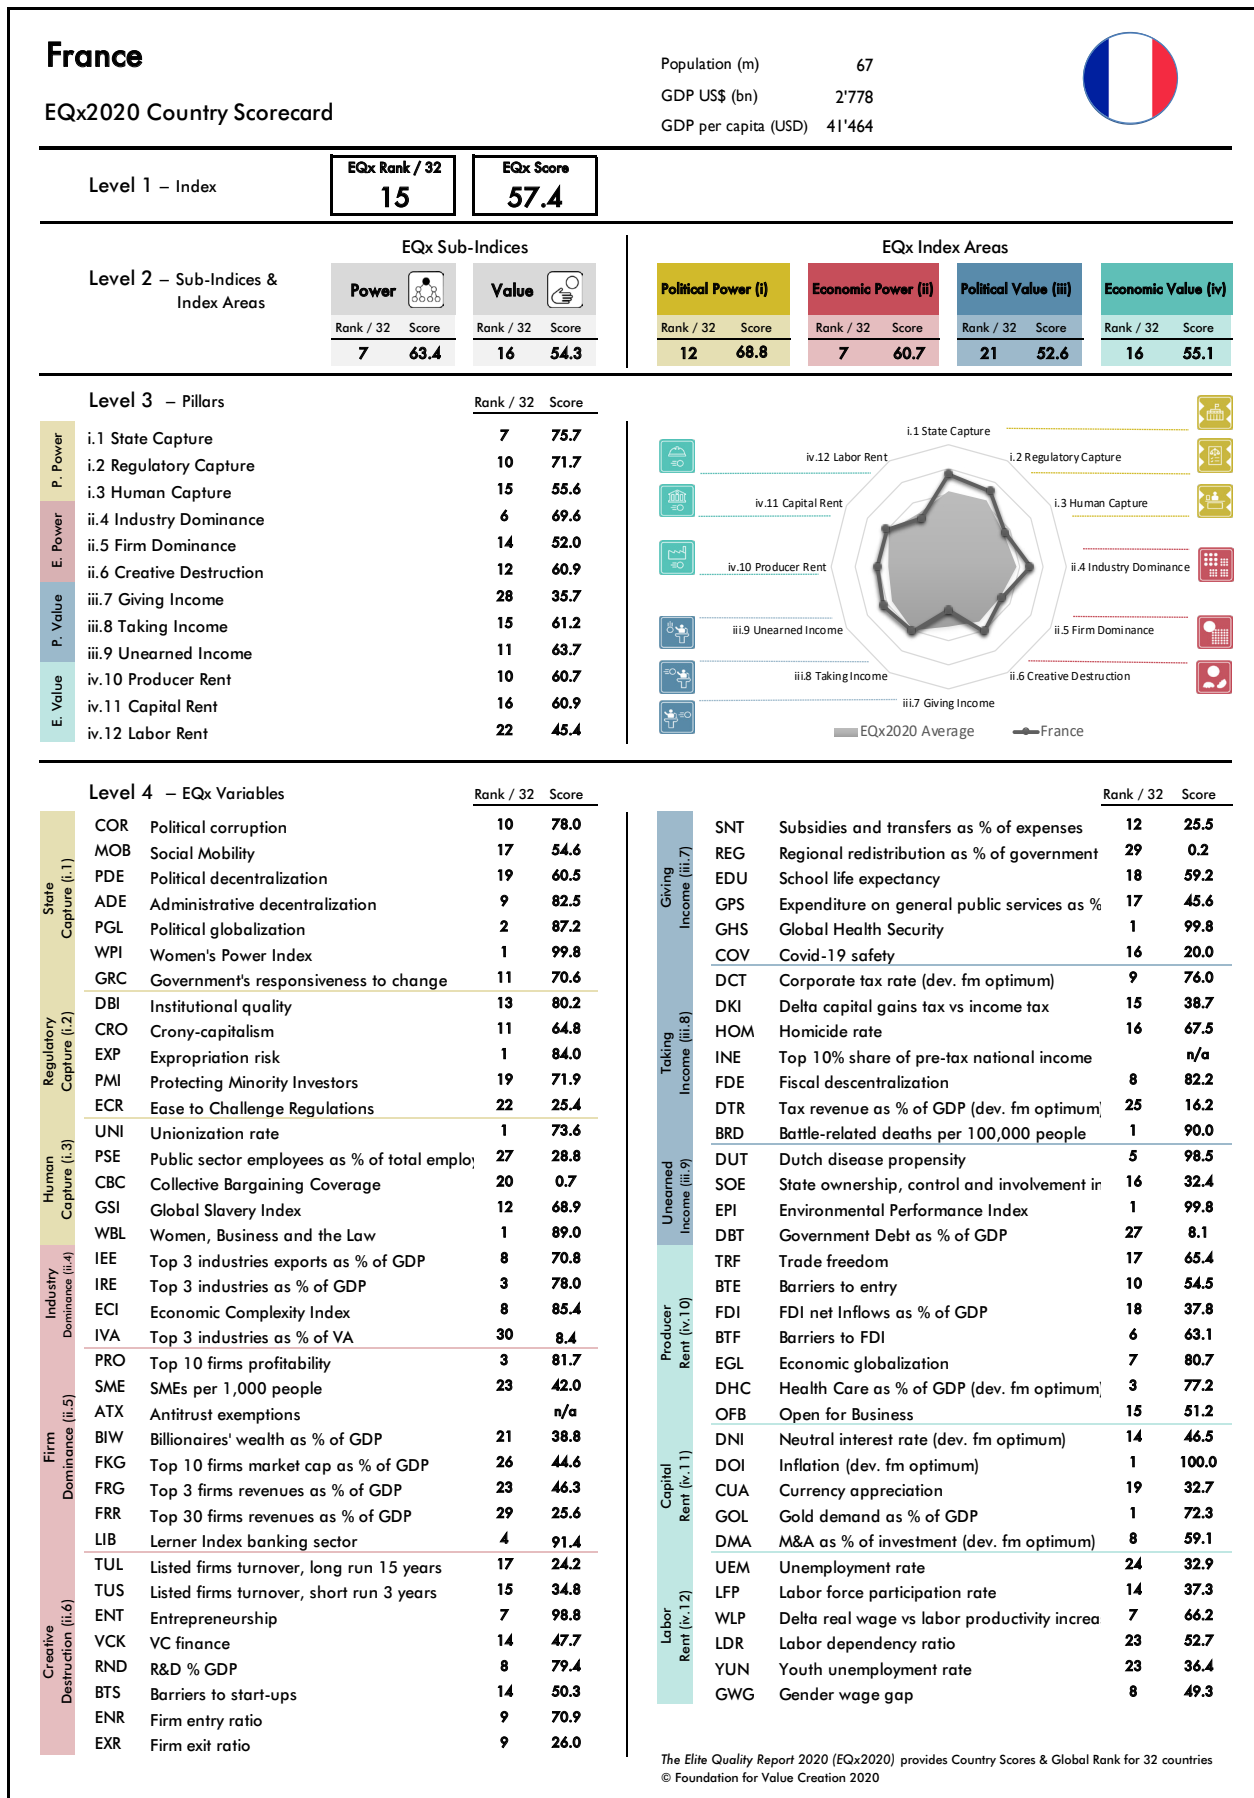 France
EQx2020 Country Scorecard
Population (m) 67
GDP US$ (bn) 2'778
GDP per capita (USD) 41'464
Level 1 – Index
EQx Rank / 32 EQx Score
15 57.4
EQx Sub-Indices EQx Index Areas
Level 2 – Sub-Indices &
Index Areas
Power Value Political Power (i) Economic Power (ii) Political Value (iii) Economic Value (iv)
Rank / 32 Score Rank / 32 Score Rank / 32 Score Rank / 32 Score Rank / 32 Score Rank / 32 Score
7 63.4 16 54.3 12 68.8 7 60.7 21 52.6 16 55.1
Level 3 – Pillars Rank / 32 Score
P. Power
i.1 State Capture 7 75.7
i.2 Regulatory Capture 10 71.7
i.3 Human Capture 15 55.6
E. Power
ii.4 Industry Dominance 6 69.6
ii.5 Firm Dominance 14 52.0
ii.6 Creative Destruction 12 60.9
P. Value
iii.7 Giving Income 28 35.7
iii.8 Taking Income 15 61.2
iii.9 Unearned Income 11 63.7
E. Value
iv.10 Producer Rent 10 60.7
iv.11 Capital Rent 16 60.9
iv.12 Labor Rent 22 45.4
i.1 State Capture
iv.12 Labor Rent i.2 Regulatory Capture
iv.11 Capital Rent i.3 Human Capture
iv.10 Producer Rent ii.4 Industry Dominance
iii.9 Unearned Income ii.5 Firm Dominance
iii.8 Taking Income ii.6 Creative Destruction
iii.7 Giving Income
EQx2020 Average France
Level 4 – EQx Variables Rank / 32 Score
State
Capture (i.1)
COR Political corruption 10 78.0
MOB Social Mobility 17 54.6
PDE Political decentralization 19 60.5
ADE Administrative decentralization 9 82.5
PGL Political globalization 2 87.2
WPI Women's Power Index 1 99.8
GRC Government's responsiveness to change 11 70.6
Regulatory
Capture (i.2)
DBI Institutional quality 13 80.2
CRO Crony-capitalism 11 64.8
EXP Expropriation risk 1 84.0
PMI Protecting Minority Investors 19 71.9
ECR Ease to Challenge Regulations 22 25.4
Human
Capture (i.3)
UNI Unionization rate 1 73.6
PSE Public sector employees as % of total employ 27 28.8
CBC Collective Bargaining Coverage 20 0.7
GSI Global Slavery Index 12 68.9
WBL Women, Business and the Law 1 89.0
Industry
Dominance (ii.4)
IEE Top 3 industries exports as % of GDP 8 70.8
IRE Top 3 industries as % of GDP 3 78.0
ECI Economic Complexity Index 8 85.4
IVA Top 3 industries as % of VA 30 8.4
Firm
Dominance (ii.5)
PRO Top 10 firms profitability 3 81.7
SME SMEs per 1,000 people 23 42.0
ATX Antitrust exemptions n/a
BIW Billionaires' wealth as % of GDP 21 38.8
FKG Top 10 firms market cap as % of GDP 26 44.6
FRG Top 3 firms revenues as % of GDP 23 46.3
FRR Top 30 firms revenues as % of GDP 29 25.6
LIB Lerner Index banking sector 4 91.4
Creative
Destruction (ii.6)
TUL Listed firms turnover, long run 15 years 17 24.2
TUS Listed firms turnover, short run 3 years 15 34.8
ENT Entrepreneurship 7 98.8
VCK VC finance 14 47.7
RND R&D % GDP 8 79.4
BTS Barriers to start-ups 14 50.3
ENR Firm entry ratio 9 70.9
EXR Firm exit ratio 9 26.0
Rank / 32 Score
Giving
Income (iii.7)
SNT Subsidies and transfers as % of expenses 12 25.5
REG Regional redistribution as % of government 29 0.2
EDU School life expectancy 18 59.2
GPS Expenditure on general public services as % 17 45.6
GHS Global Health Security 1 99.8
COV Covid-19 safety 16 20.0
Taking
Income (iii.8)
DCT Corporate tax rate (dev. fm optimum) 9 76.0
DKI Delta capital gains tax vs income tax 15 38.7
HOM Homicide rate 16 67.5
INE Top 10% share of pre-tax national income n/a
FDE Fiscal descentralization 8 82.2
DTR Tax revenue as % of GDP (dev. fm optimum) 25 16.2
BRD Battle-related deaths per 100,000 people 1 90.0
Unearned
Income (iii.9)
DUT Dutch disease propensity 5 98.5
SOE State ownership, control and involvement in 16 32.4
EPI Environmental Performance Index 1 99.8
DBT Government Debt as % of GDP 27 8.1
Producer
Rent (iv.10)
TRF Trade freedom 17 65.4
BTE Barriers to entry 10 54.5
FDI FDI net Inflows as % of GDP 18 37.8
BTF Barriers to FDI 6 63.1
EGL Economic globalization 7 80.7
DHC Health Care as % of GDP (dev. fm optimum) 3 77.2
OFB Open for Business 15 51.2
Capital
Rent (iv.11)
DNI Neutral interest rate (dev. fm optimum) 14 46.5
DOI Inflation (dev. fm optimum) 1 100.0
CUA Currency appreciation 19 32.7
GOL Gold demand as % of GDP 1 72.3
DMA M&A as % of investment (dev. fm optimum) 8 59.1
Labor
Rent (iv.12)
UEM Unemployment rate 24 32.9
LFP Labor force participation rate 14 37.3
WLP Delta real wage vs labor productivity increa 7 66.2
LDR Labor dependency ratio 23 52.7
YUN Youth unemployment rate 23 36.4
GWG Gender wage gap 8 49.3
The Elite Quality Report 2020 (EQx2020) provides Country Scores & Global Rank for 32 countries
© Foundation for Value Creation 2020